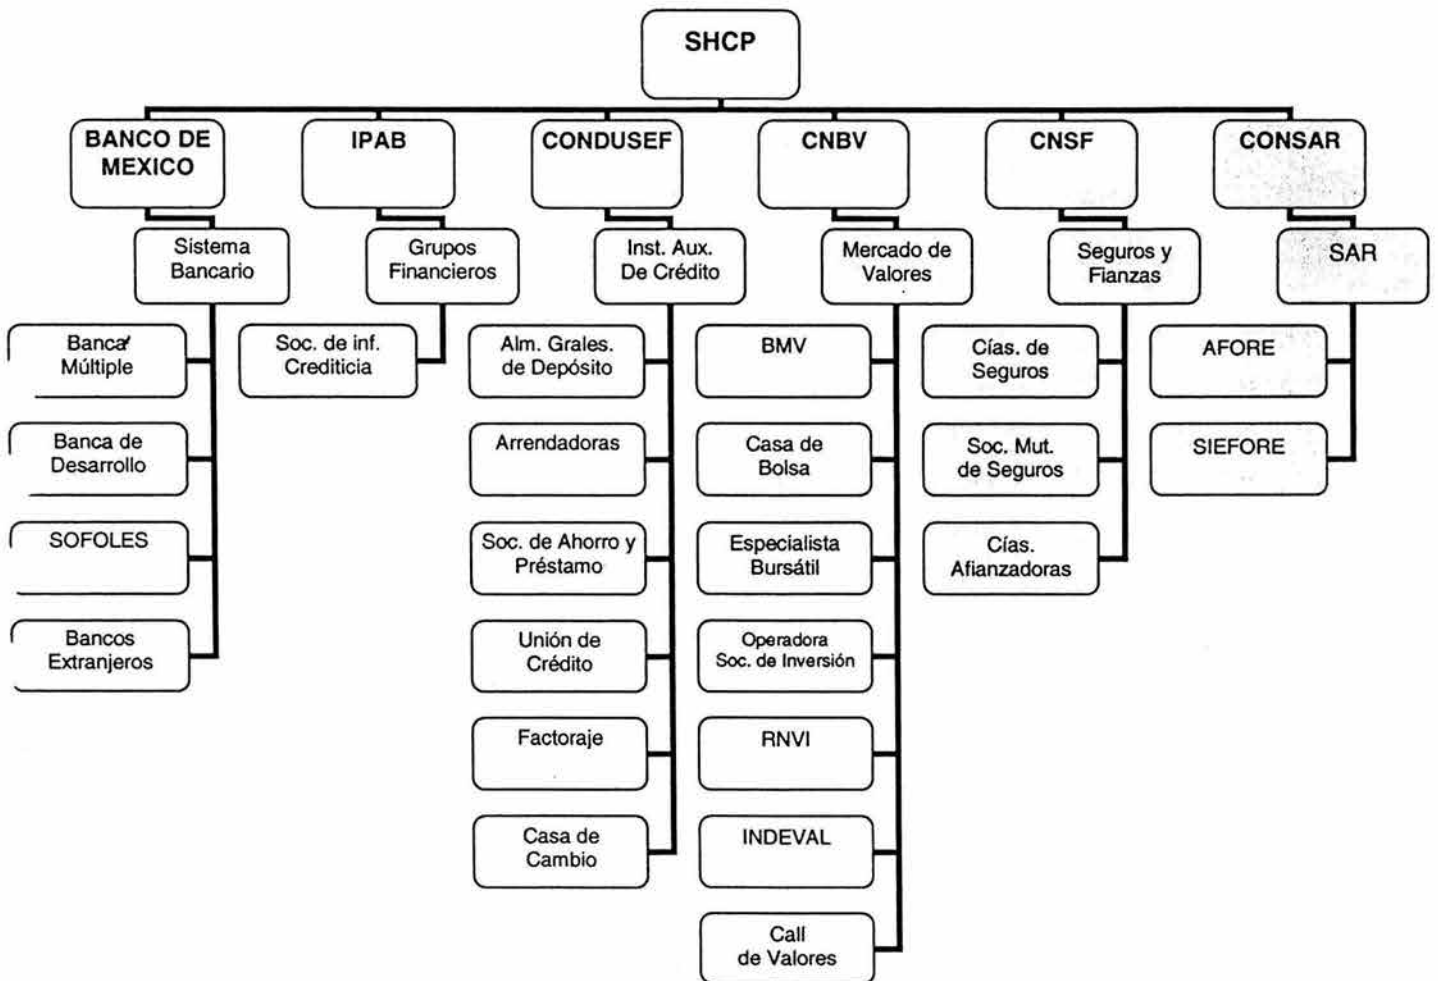 SHCP
BANCO DE
MEXICO
IPAB
CONDUSEF
CNBV
CNSF
CONSAR
Sistema
Bancario
Grupos
Financieros
Inst. Aux.
De Crédito
Mercado de
Valores
Seguros y
Fianzas
SAR
Banca
Múltiple
Banca de
Desarrollo
SOFOLES
Bancos
Extranjeros
Soc. de inf.
Crediticia
Alm. Grales.
de Depósito
Arrendadoras
Soc. de Ahorro y
Préstamo
Unión de
Crédito
Factoraje
Casa de
Cambio
BMV
Casa de
Bolsa
Especialista
Bursátil
Operadora
Soc. de Inversión
RNVI
INDEVAL
Call
de Valores
Cías. de
Seguros
Soc. Mut.
de Seguros
Cías.
Afianzadoras
AFORE
SIEFORE